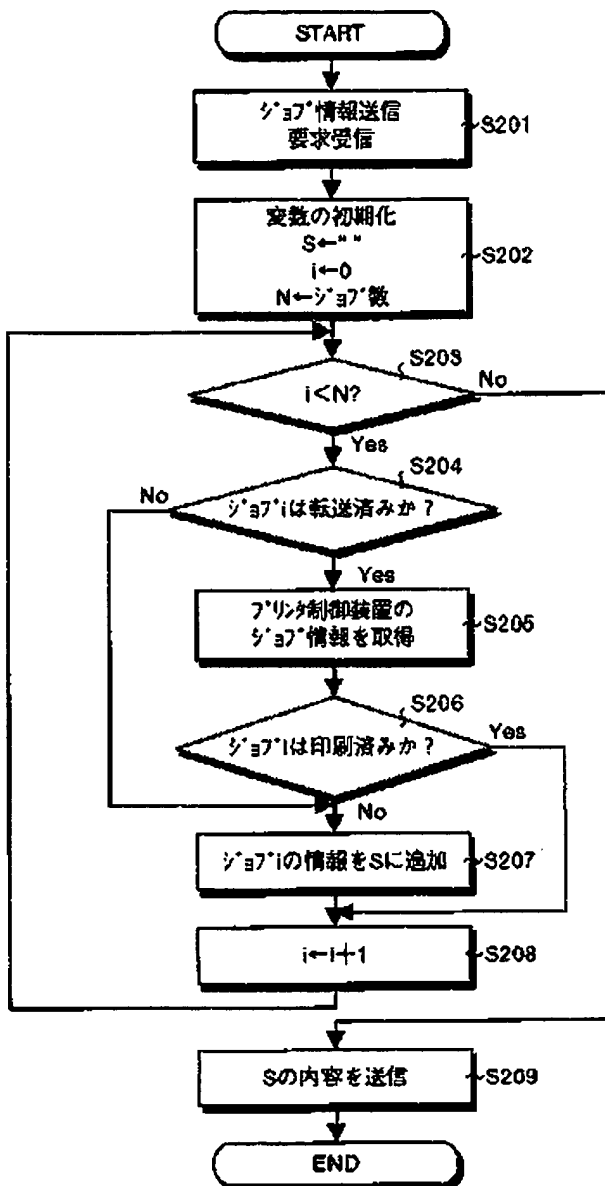 START
ジョブ情報送信
要求受信
S201
変数の初期化
S←" "
i←0
N←ジョブ数
S202
S203
i<N?
No
Yes
S204
No
ジョブiは転送済みか？
Yes
プリンタ制御装置の
ジョブ情報を取得
S205
S206
ジョブiは印刷済みか？
Yes
No
ジョブiの情報をSに追加
S207
i←i+1
S208
Sの内容を送信
S209
END